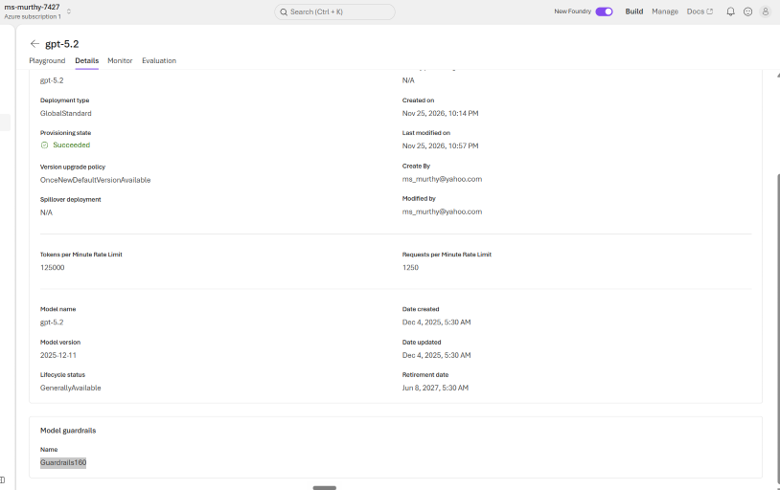 ms-murthy-7427
Azure subscription 1
Search (Ctrl + K)
New Foundry
Build
Manage
Docs
gpt-5.2
Playground
Details
Monitor
Evaluation
gpt-5.2
N/A
Deployment type
GlobalStandard
Created on
Nov 25, 2026, 10:14 PM
Provisioning state
Succeeded
Last modified on
Nov 25, 2026, 10:57 PM
Version upgrade policy
OnceNewDefaultVersionAvailable
Create By
ms_murthy@yahoo.com
Spillover deployment
N/A
Modified by
ms_murthy@yahoo.com
Tokens per Minute Rate Limit
125000
Requests per Minute Rate Limit
1250
Model name
gpt-5.2
Date created
Dec 4, 2025, 5:30 AM
Model version
2025-12-11
Date updated
Dec 4, 2025, 5:30 AM
Lifecycle status
GenerallyAvailable
Retirement date
Jun 8, 2027, 5:30 AM
Model guardrails
Name
Guardrails160